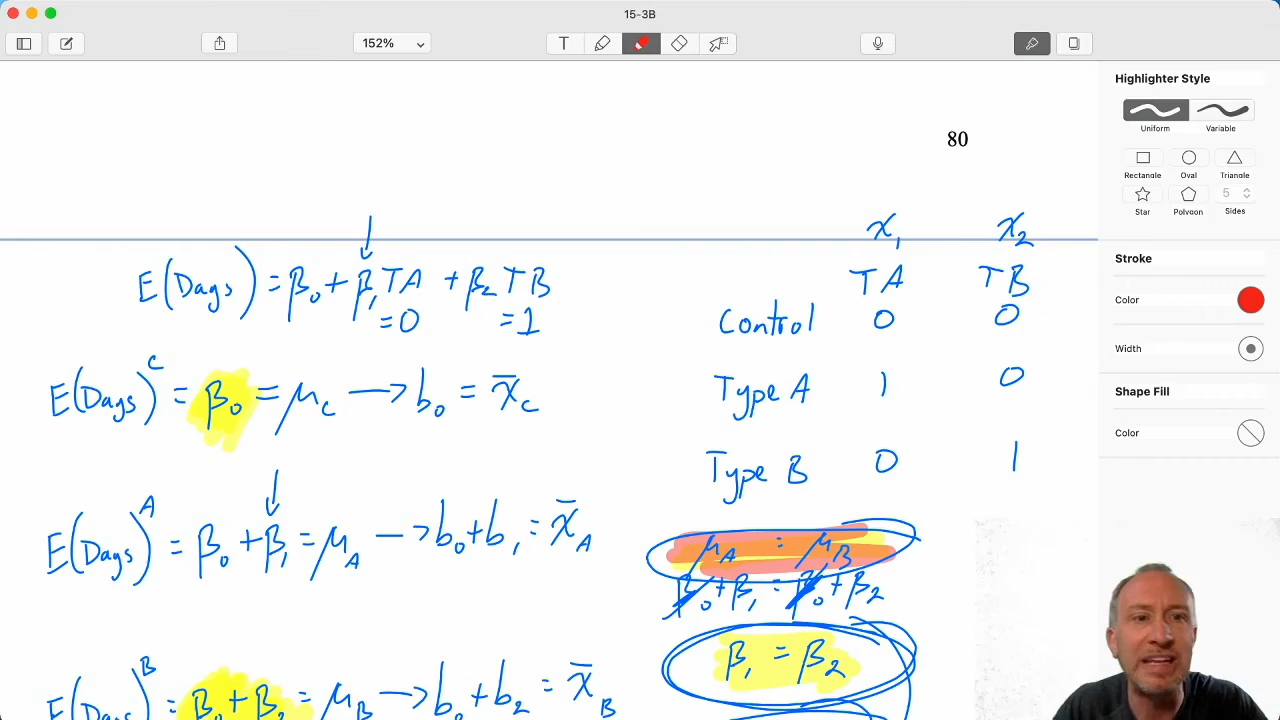 15-3B
152%
T
Highlighter Style
Uniform Variable
Rectangle Oval Triangle
5
Star Polygon Sides
Stroke
Color
Width
Shape Fill
Color
80
x₁ x₂
E(Days) = β₀ + β₁TA + β₂TB
=0 =1
TA TB
Control 0 0
E(Days)ᶜ = β₀ = μ_C → b₀ = x̄_C
Type A 1 0
Type B 0 1
E(Days)ᴬ = β₀ + β₁ = μ_A → b₀ + b₁ = x̄_A
μ_A = μ_B
β₀ + β₁ = β₀ + β₂
β₁ = β₂
E(Days)ᴮ = β₀ + β₂ = μ_B → b₀ + b₂ = x̄_B